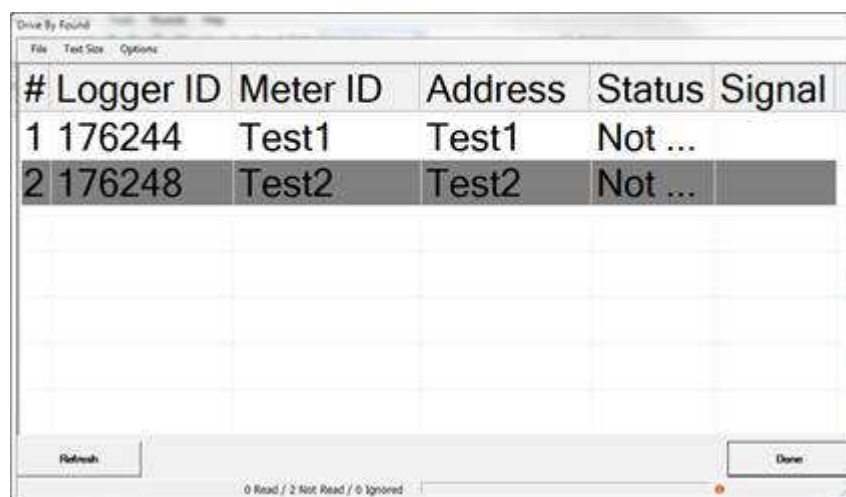 Drive By Found
File Text Size Options
# Logger ID Meter ID Address Status Signal
1 176244 Test1 Test1 Not ...
2 176248 Test2 Test2 Not ...
Refresh Done
0 Read / 2 Not Read / 0 Ignored